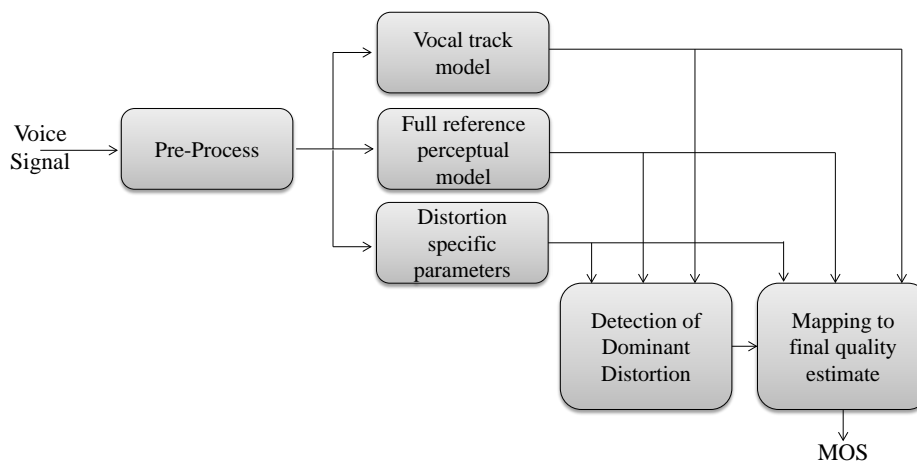 Vocal track
model
Voice
Signal
Pre-Process
Full reference
perceptual
model
Distortion
specific
parameters
Detection of
Dominant
Distortion
Mapping to
final quality
estimate
MOS